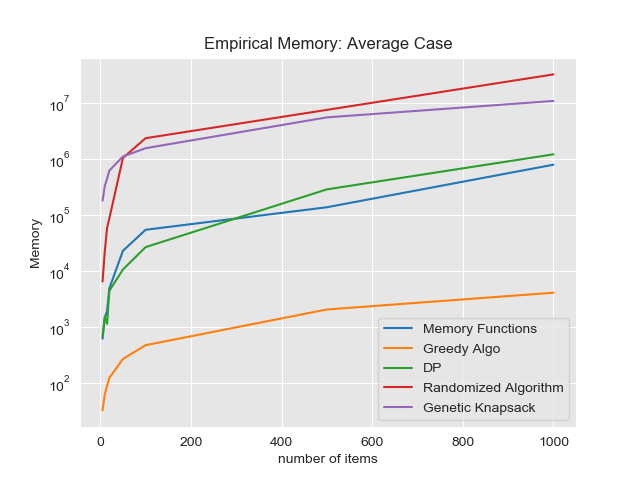 Empirical Memory: Average Case
Memory
10^7
10^6
10^5
10^4
10^3
10^2
0 200 400 600 800 1000
number of items
Memory Functions
Greedy Algo
DP
Randomized Algorithm
Genetic Knapsack